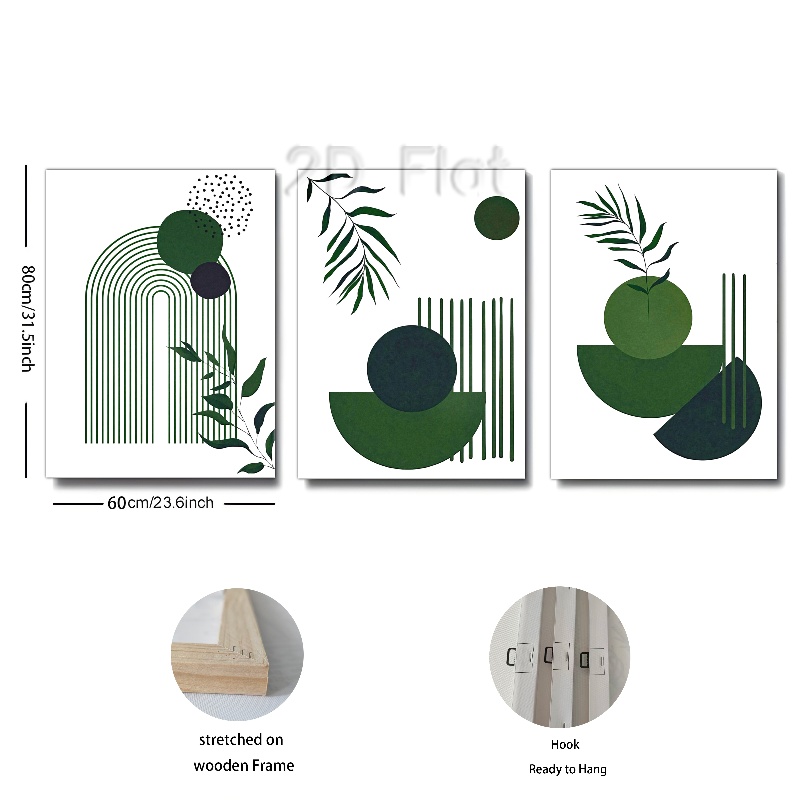 2D Flat
80cm/31.5inch
60cm/23.6inch
stretched on
wooden Frame
Hook
Ready to Hang